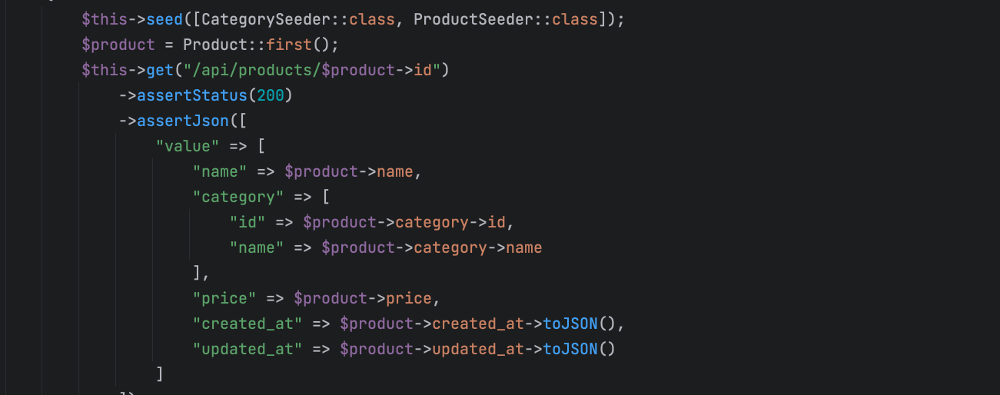 $this->seed([CategorySeeder::class, ProductSeeder::class]);
$product = Product::first();
$this->get("/api/products/$product->id")
->assertStatus(200)
->assertJson([
"value" => [
"name" => $product->name,
"category" => [
"id" => $product->category->id,
"name" => $product->category->name
],
"price" => $product->price,
"created_at" => $product->created_at->toJSON(),
"updated_at" => $product->updated_at->toJSON()
]